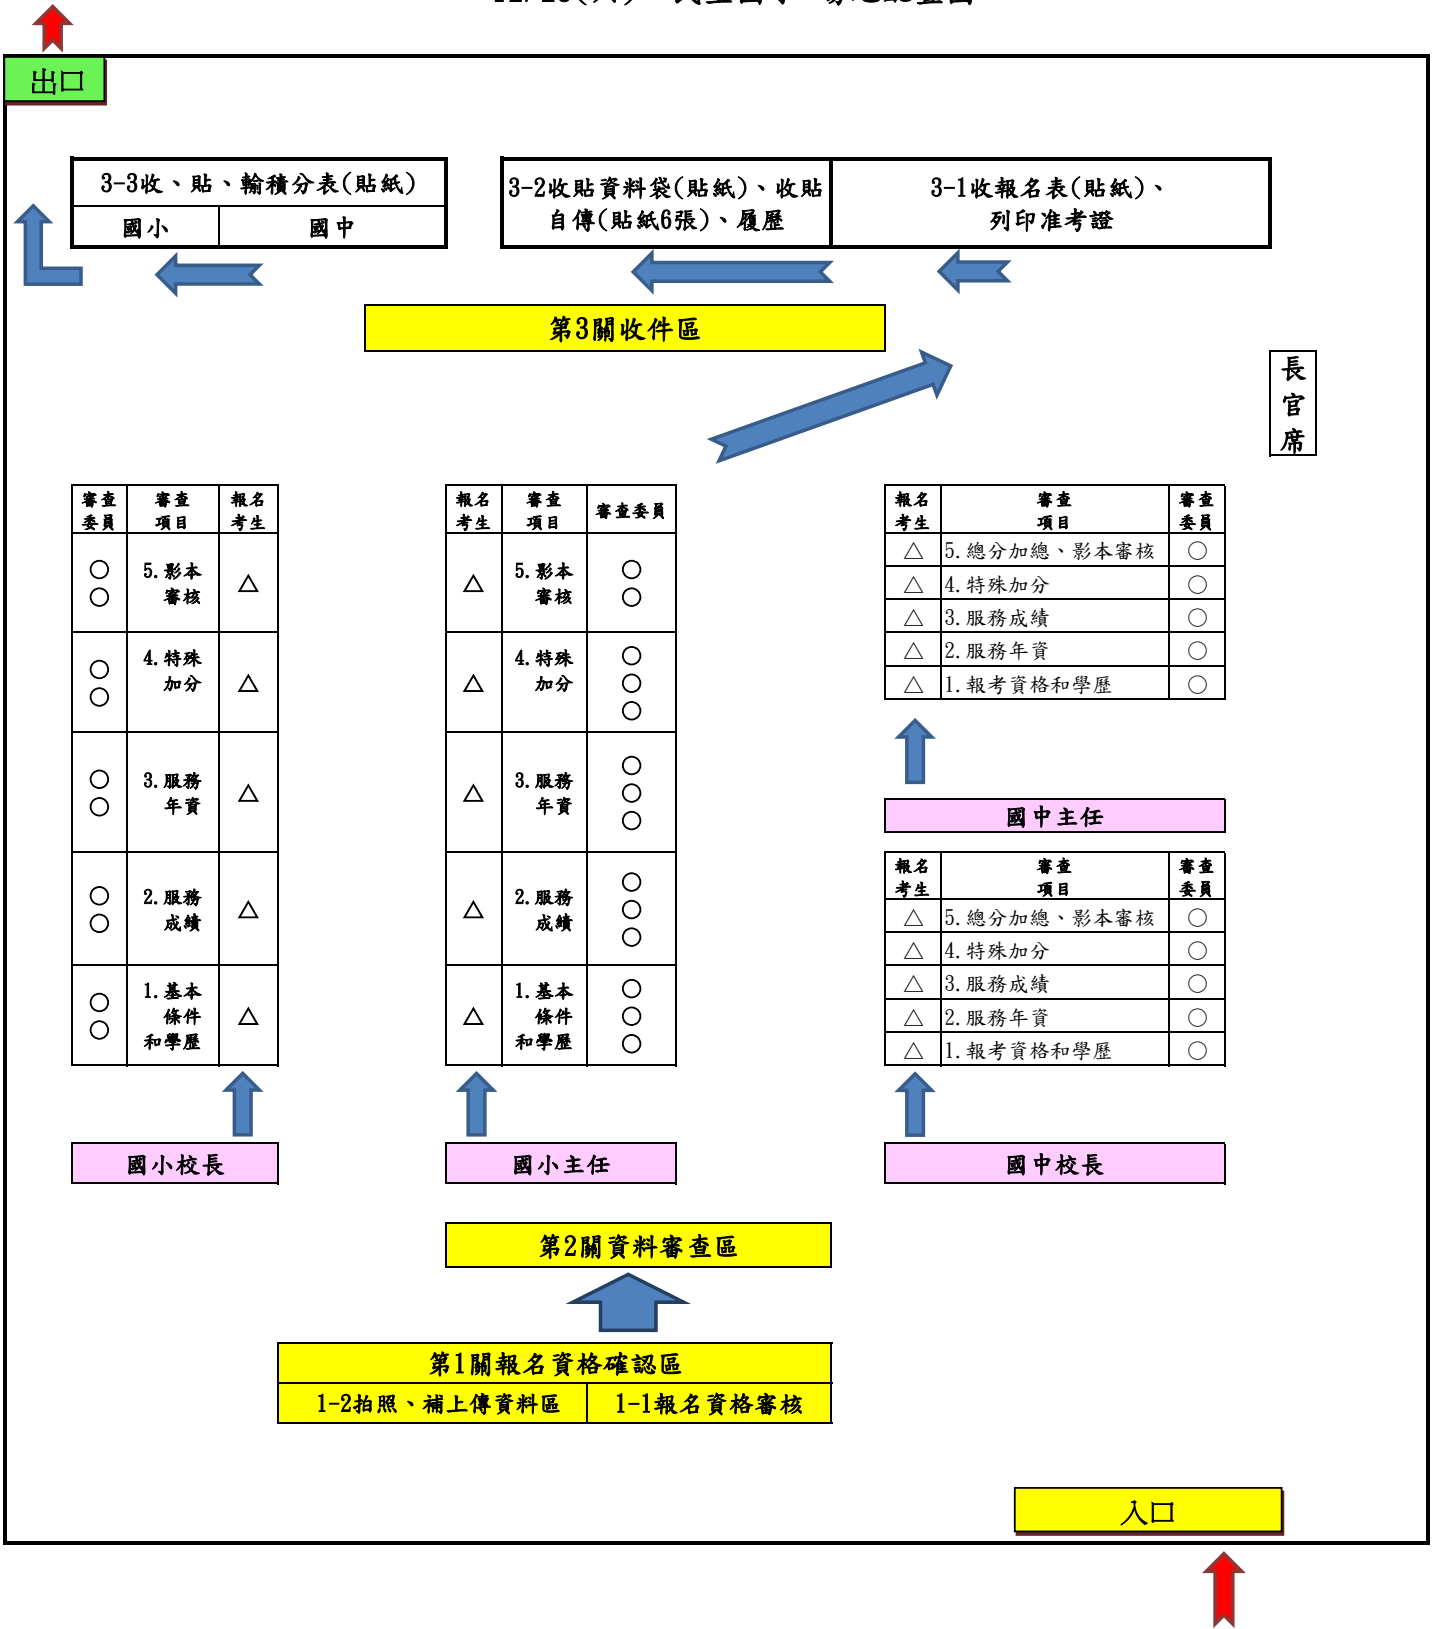 出口
3-3收、貼、輸積分表(貼紙)
國小
國中
3-2收貼資料袋(貼紙)、收貼
自傳(貼紙6張)、履歷
3-1收報名表(貼紙)、
列印准考證
第3關收件區
長
官
席
審查
委員
審查
項目
報名
考生
○
○
5.影本
審核
△
○
○
4.特殊
加分
△
○
○
3.服務
年資
△
○
○
2.服務
成績
△
○
○
1.基本
條件
和學歷
△
國小校長
報名
考生
審查
項目
審查委員
△
5.影本
審核
○
○
△
4.特殊
加分
○
○
○
△
3.服務
年資
○
○
○
△
2.服務
成績
○
○
○
△
1.基本
條件
和學歷
○
○
○
國小主任
報名
考生
審查
項目
審查
委員
△ 5.總分加總、影本審核 ○
△ 4.特殊加分 ○
△ 3.服務成績 ○
△ 2.服務年資 ○
△ 1.報考資格和學歷 ○
國中主任
報名
考生
審查
項目
審查
委員
△ 5.總分加總、影本審核 ○
△ 4.特殊加分 ○
△ 3.服務成績 ○
△ 2.服務年資 ○
△ 1.報考資格和學歷 ○
國中校長
第2關資料審查區
第1關報名資格確認區
1-2拍照、補上傳資料區
1-1報名資格審核
入口